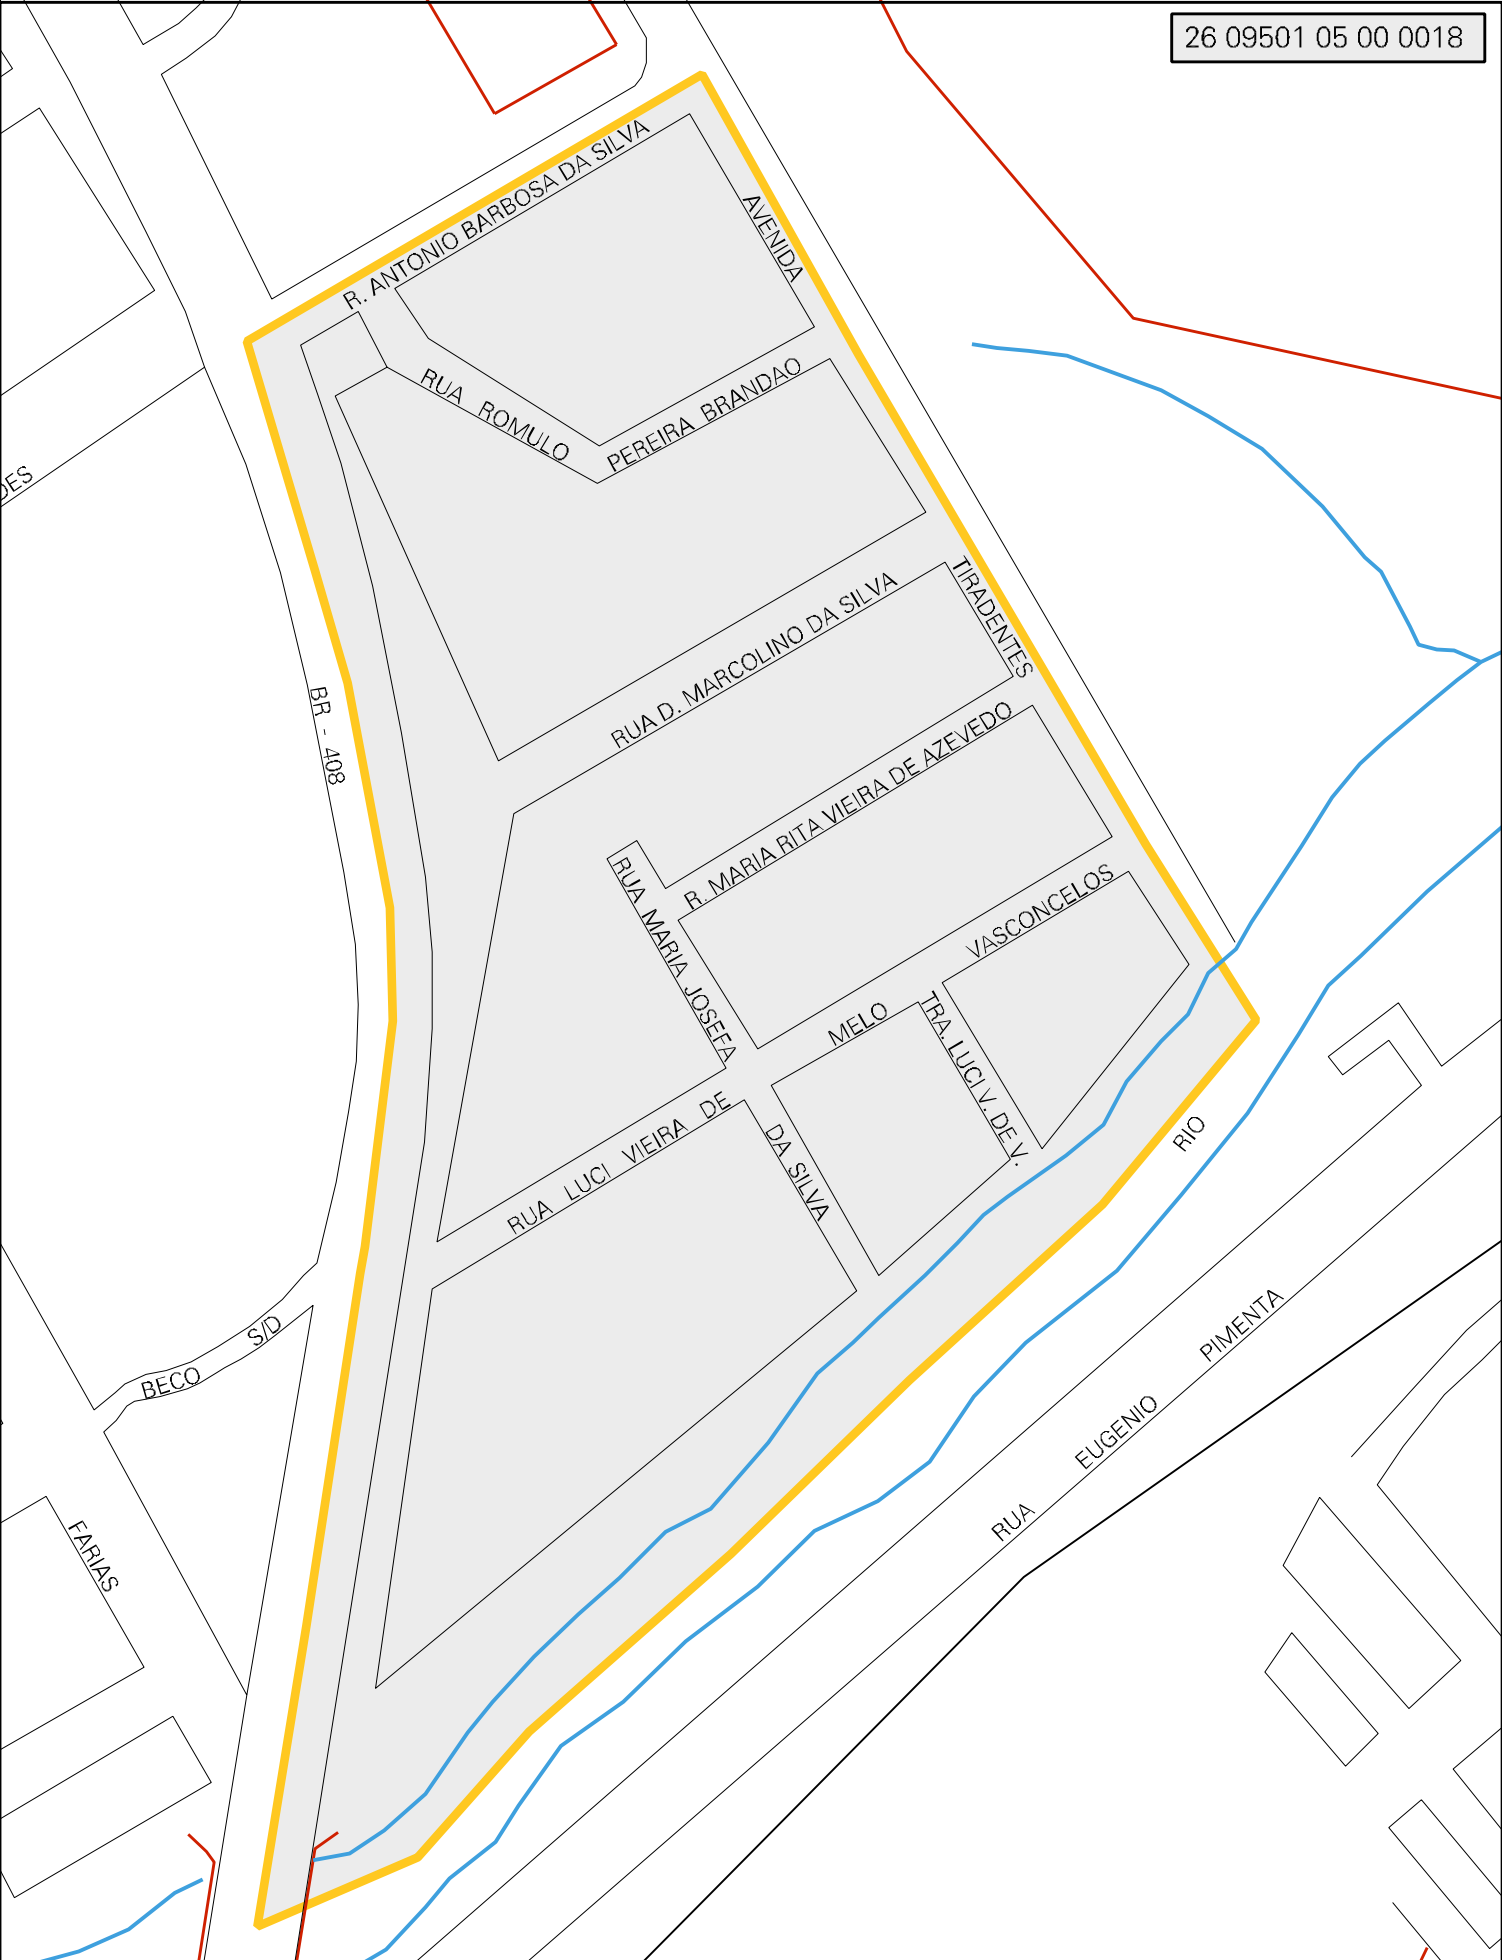 26 09501 05 00 0018
R. ANTONIO BARBOSA DA SILVA
AVENIDA
RUA ROMULO
PEREIRA BRANDAO
DES
TIRADENTES
RUA D. MARCOLINO DA SILVA
BR - 408
R. MARIA RITA VIEIRA DE AZEVEDO
RUA MARIA JOSEFA
VASCONCELOS
MELO
TRA. LUCI V. DE V.
RUA LUCI VIEIRA DE
DA SILVA
RIO
S/D
BECO
PIMENTA
EUGENIO
RUA
FARIAS